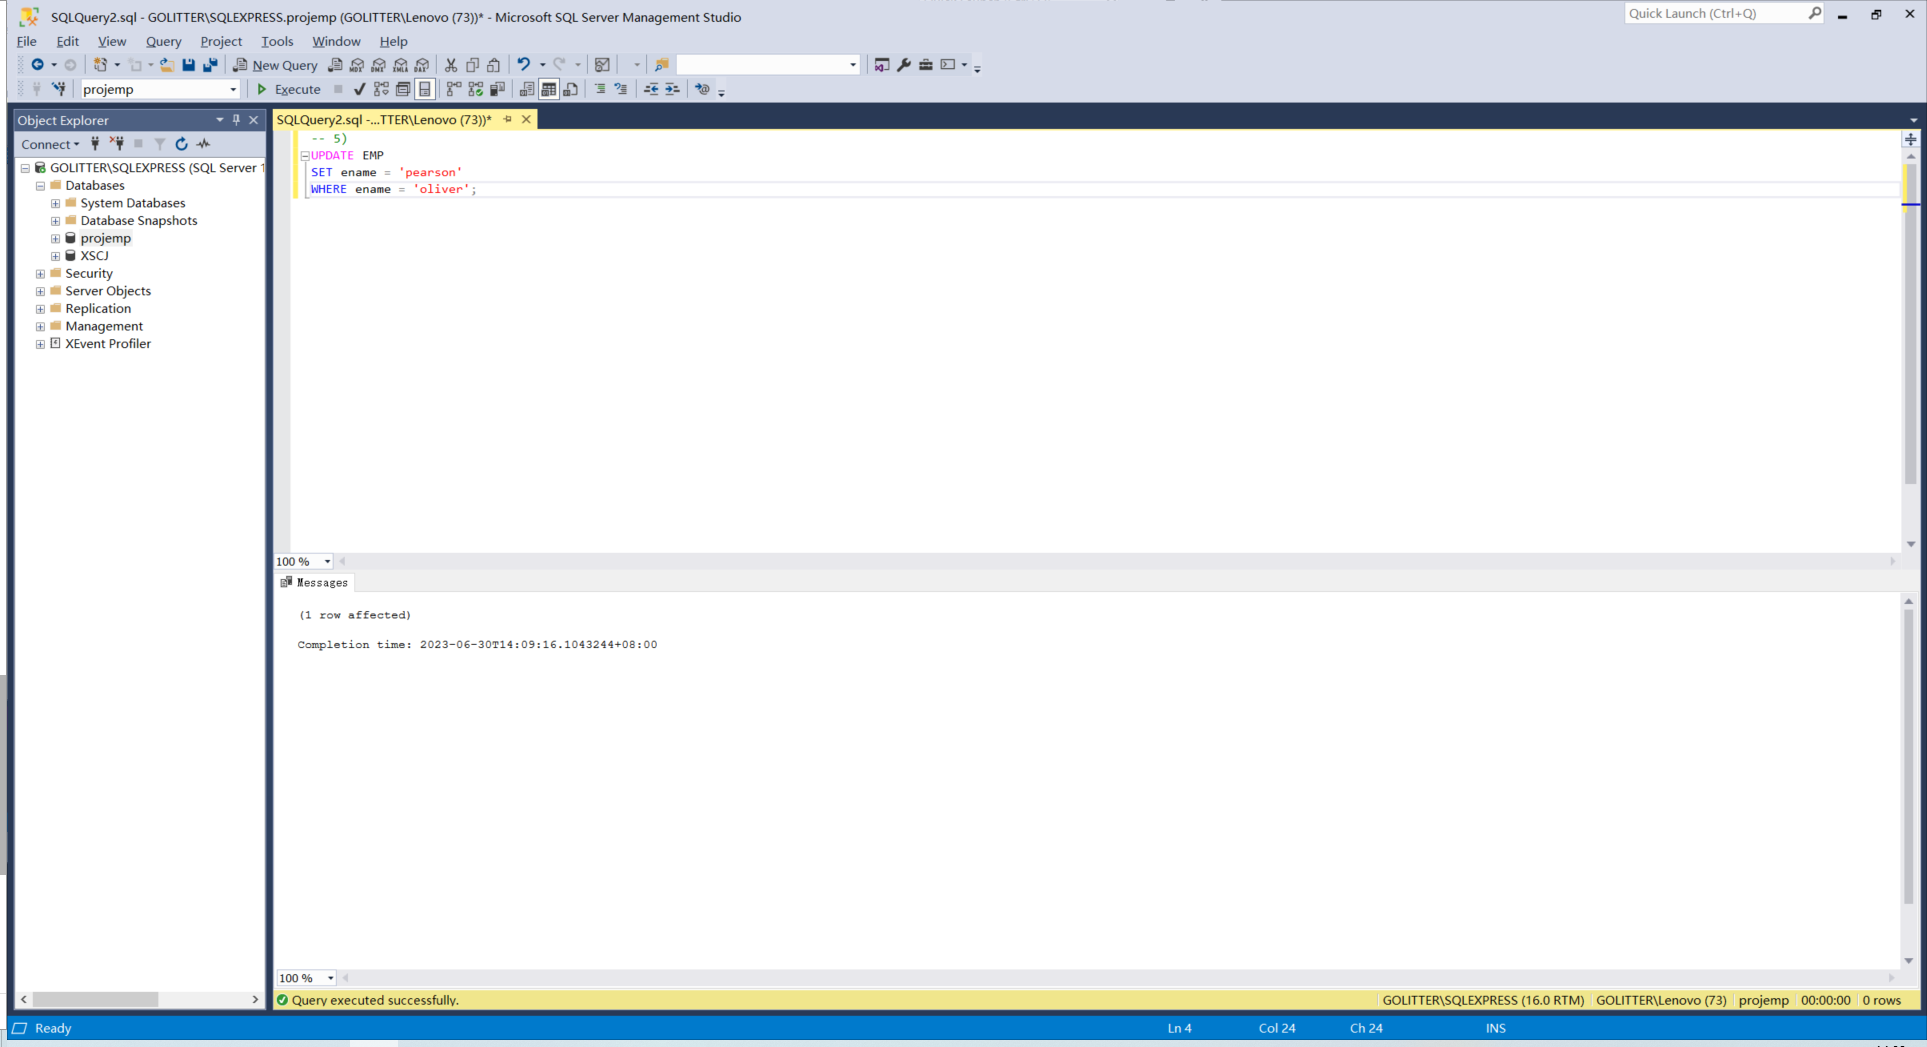 SQLQuery2.sql - GOLITTER\SQLEXPRESS.projemp (GOLITTER\Lenovo (73))* - Microsoft SQL Server Management Studio
Quick Launch (Ctrl+Q)
File Edit View Query Project Tools Window Help
New Query MDX DMX XMLA DAX
projemp Execute
Object Explorer
SQLQuery2.sql -...TTER\Lenovo (73))*
Connect
GOLITTER\SQLEXPRESS (SQL Server 1
Databases
System Databases
Database Snapshots
projemp
XSCJ
Security
Server Objects
Replication
Management
XEvent Profiler
-- 5)
UPDATE EMP
SET ename = 'pearson'
WHERE ename = 'oliver';
100 %
Messages
(1 row affected)
Completion time: 2023-06-30T14:09:16.1043244+08:00
100 %
Query executed successfully. GOLITTER\SQLEXPRESS (16.0 RTM) GOLITTER\Lenovo (73) projemp 00:00:00 0 rows
Ready Ln 4 Col 24 Ch 24 INS